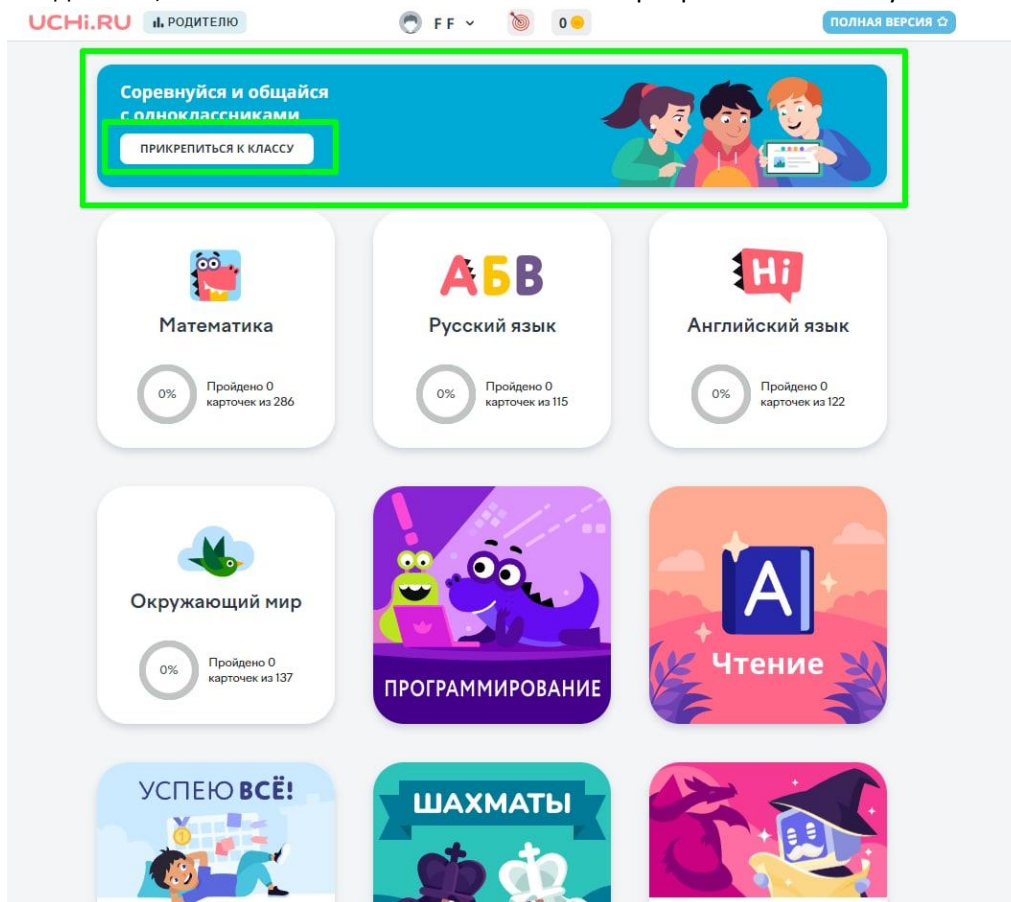 UCHi.RU
РОДИТЕЛЮ
F F
0
ПОЛНАЯ ВЕРСИЯ
Соревнуйся и общайся
с одноклассниками
ПРИКРЕПИТЬСЯ К КЛАССУ
Математика
0%
Пройдено 0
карточек из 286
АБВ
Русский язык
0%
Пройдено 0
карточек из 115
Hi
Английский язык
0%
Пройдено 0
карточек из 122
Окружающий мир
0%
Пройдено 0
карточек из 137
ПРОГРАММИРОВАНИЕ
А
Чтение
УСПЕЮ ВСЁ!
1
ШАХМАТЫ